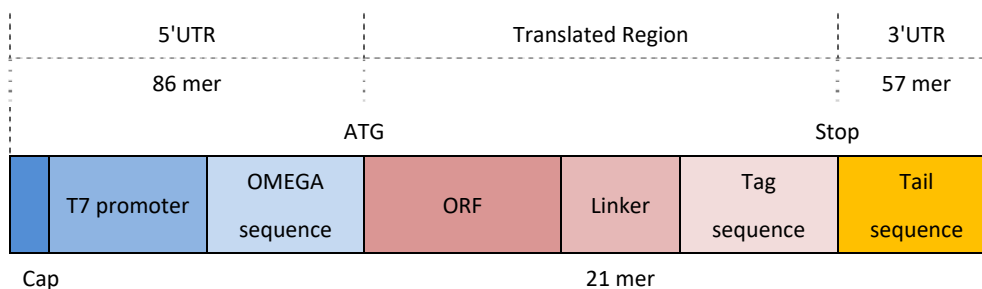 5'UTR Translated Region 3'UTR
86 mer 57 mer
ATG Stop
T7 promoter OMEGA sequence ORF Linker Tag sequence Tail sequence
Cap 21 mer